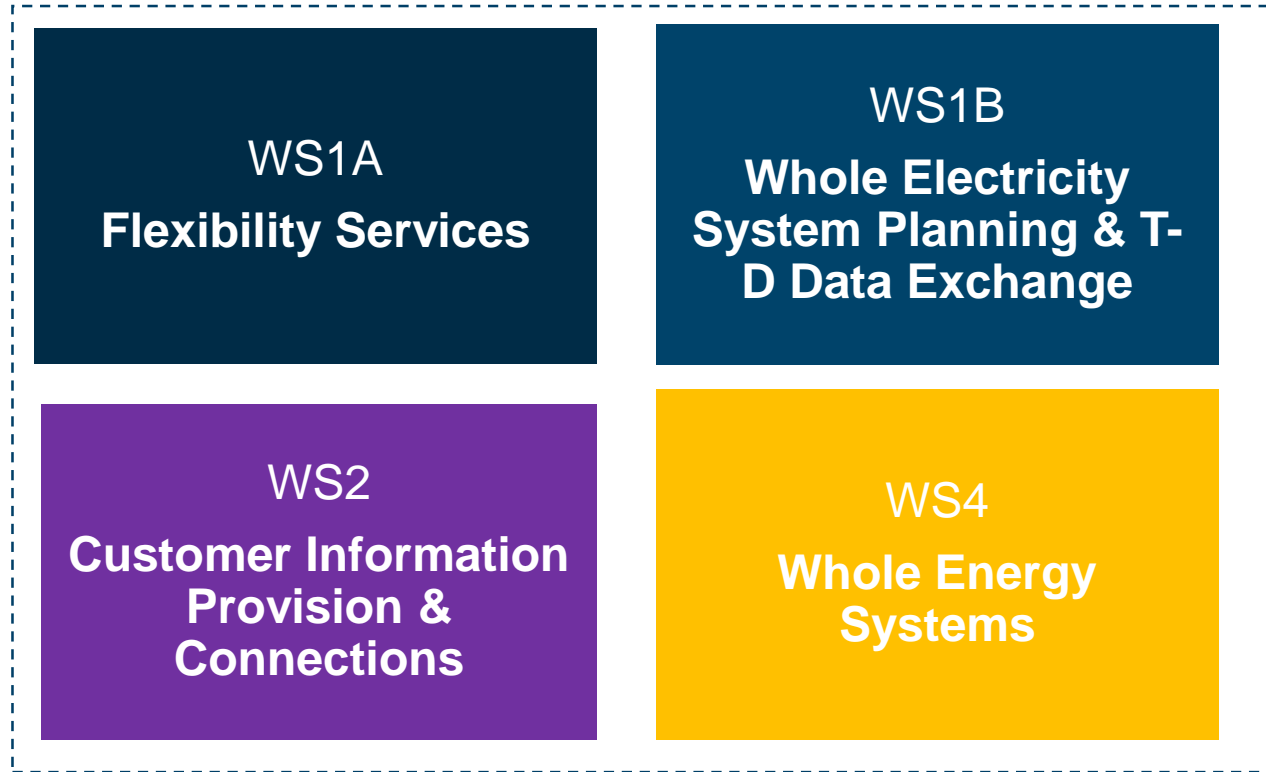 WS1A
Flexibility Services
WS1B
Whole Electricity
System Planning & T-
D Data Exchange
WS2
Customer Information
Provision &
Connections
WS4
Whole Energy
Systems